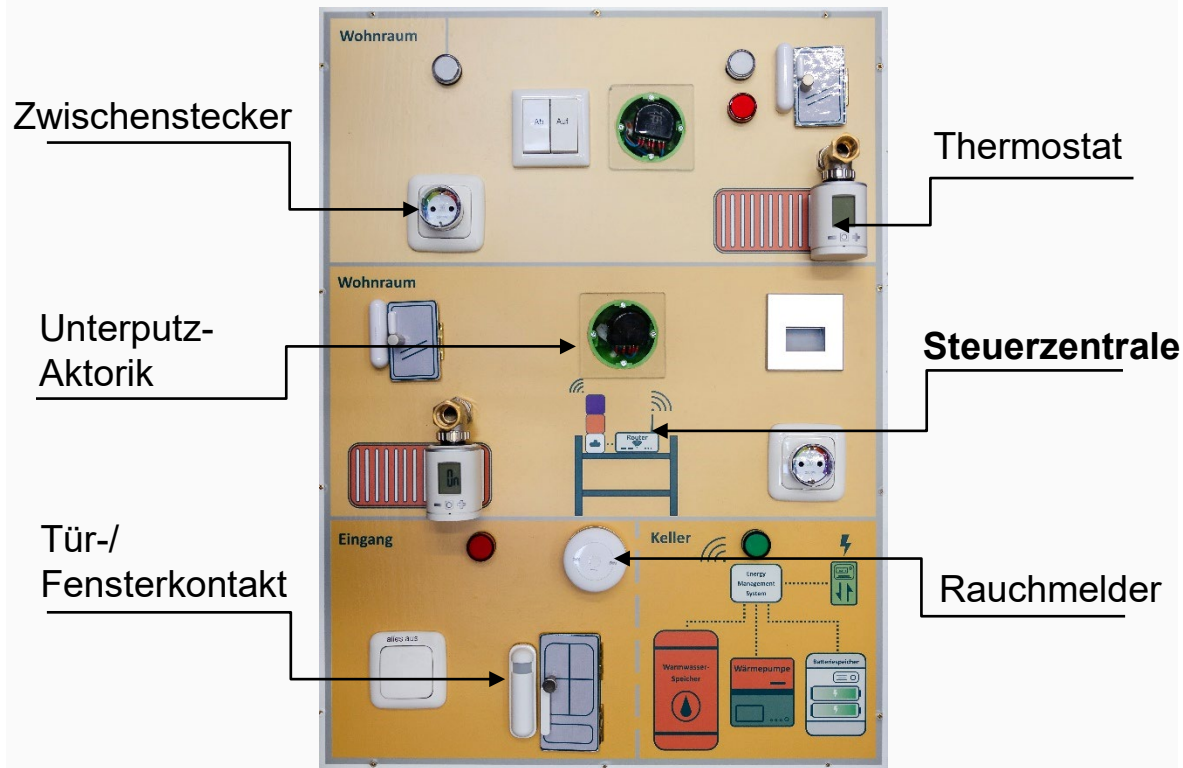 Wohnraum
Zwischenstecker
Ab Auf
Thermostat
Wohnraum
Unterputz-
Aktorik
Steuerzentrale
Router
On
Tür-/
Fensterkontakt
Eingang
Keller
Energy
Management
System
Rauchmelder
alles aus
Warmwasser-
Speicher
Wärmepumpe
Batteriespeicher